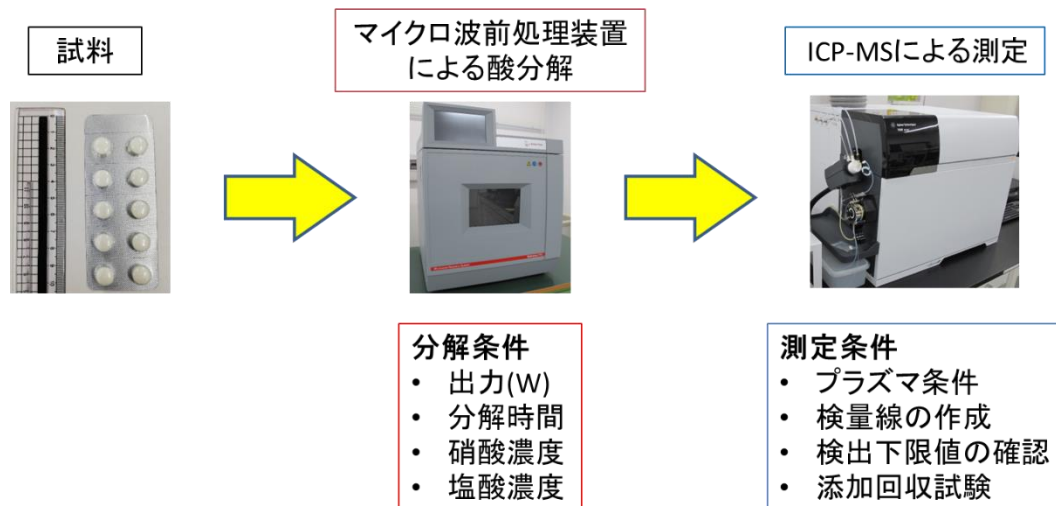 試料
マイクロ波前処理装置
による酸分解
ICP-MSによる測定
分解条件
• 出力(W)
• 分解時間
• 硝酸濃度
• 塩酸濃度
測定条件
• プラズマ条件
• 検量線の作成
• 検出下限値の確認
• 添加回収試験